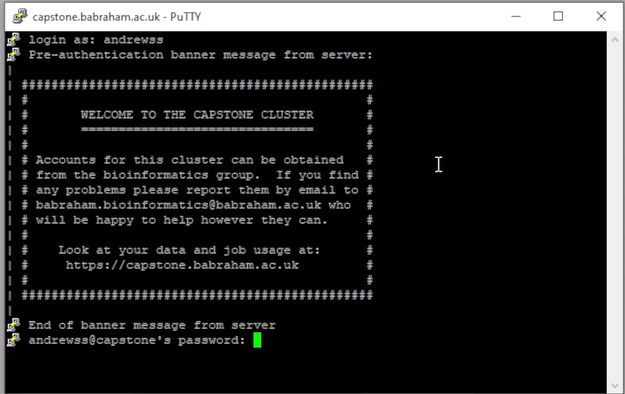 capstone.babraham.ac.uk - PuTTY
login as: andrewss
Pre-authentication banner message from server:
|
| ###############################################
| #                                             #
| #       WELCOME TO THE CAPSTONE CLUSTER       #
| #       ===============================       #
| #                                             #
| # Accounts for this cluster can be obtained   #
| # from the bioinformatics group.  If you find #
| # any problems please report them by email to #
| # babraham.bioinformatics@babraham.ac.uk who  #
| # will be happy to help however they can.     #
| #                                             #
| #    Look at your data and job usage at:      #
| #     https://capstone.babraham.ac.uk         #
| #                                             #
| ###############################################
|
End of banner message from server
andrewss@capstone's password: